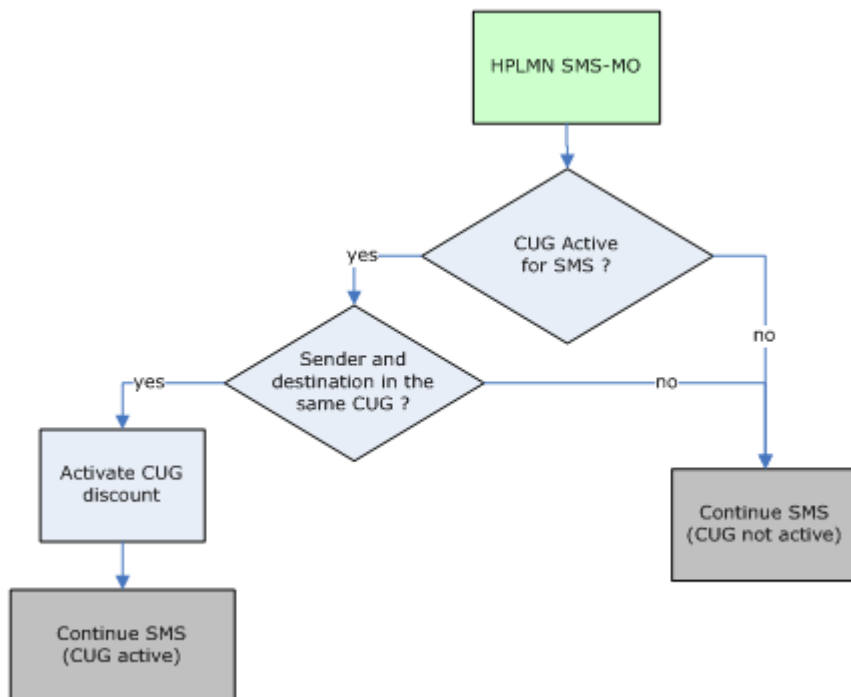 HPLMN SMS-MO
CUG Active
for SMS ?
yes
no
Sender and
destination in the
same CUG ?
yes
no
Activate CUG
discount
Continue SMS
(CUG not active)
Continue SMS
(CUG active)